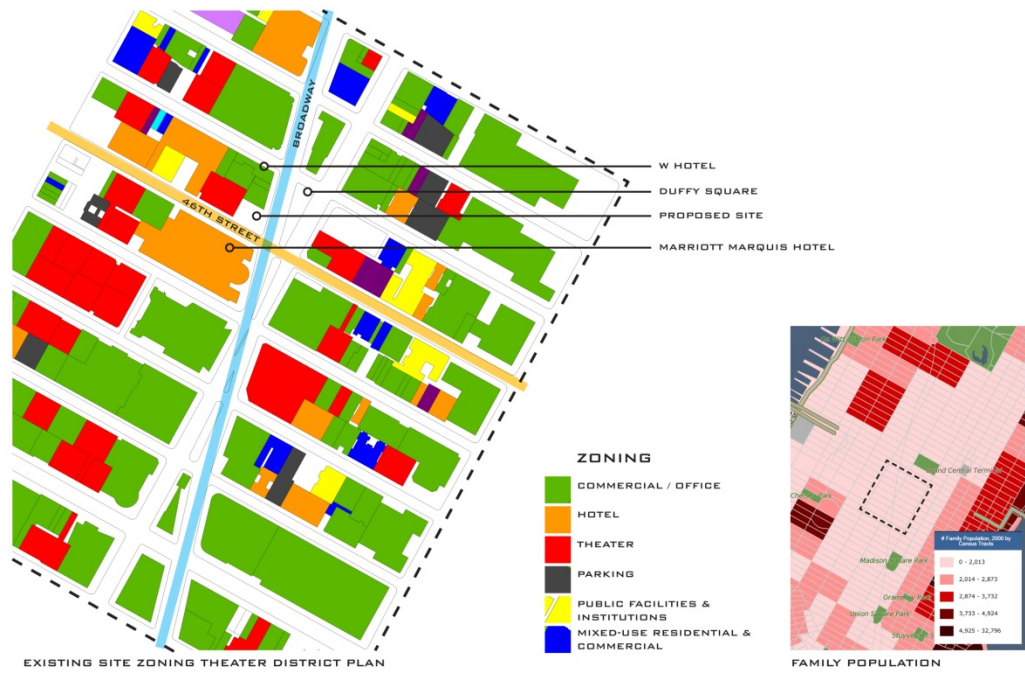 BROADWAY
46TH STREET
W HOTEL
DUFFY SQUARE
PROPOSED SITE
MARRIOTT MARQUIS HOTEL
ZONING
COMMERCIAL / OFFICE
HOTEL
THEATER
PARKING
PUBLIC FACILITIES &
INSTITUTIONS
MIXED-USE RESIDENTIAL &
COMMERCIAL
EXISTING SITE ZONING THEATER DISTRICT PLAN
Park
Grand Central Terminal
Park
Madison Square Park
Park
Union Square Park
# Family Population, 2000 by
Census Tracts
0 - 2,013
2,014 - 2,873
2,874 - 3,732
3,733 - 4,924
4,925 - 32,796
FAMILY POPULATION